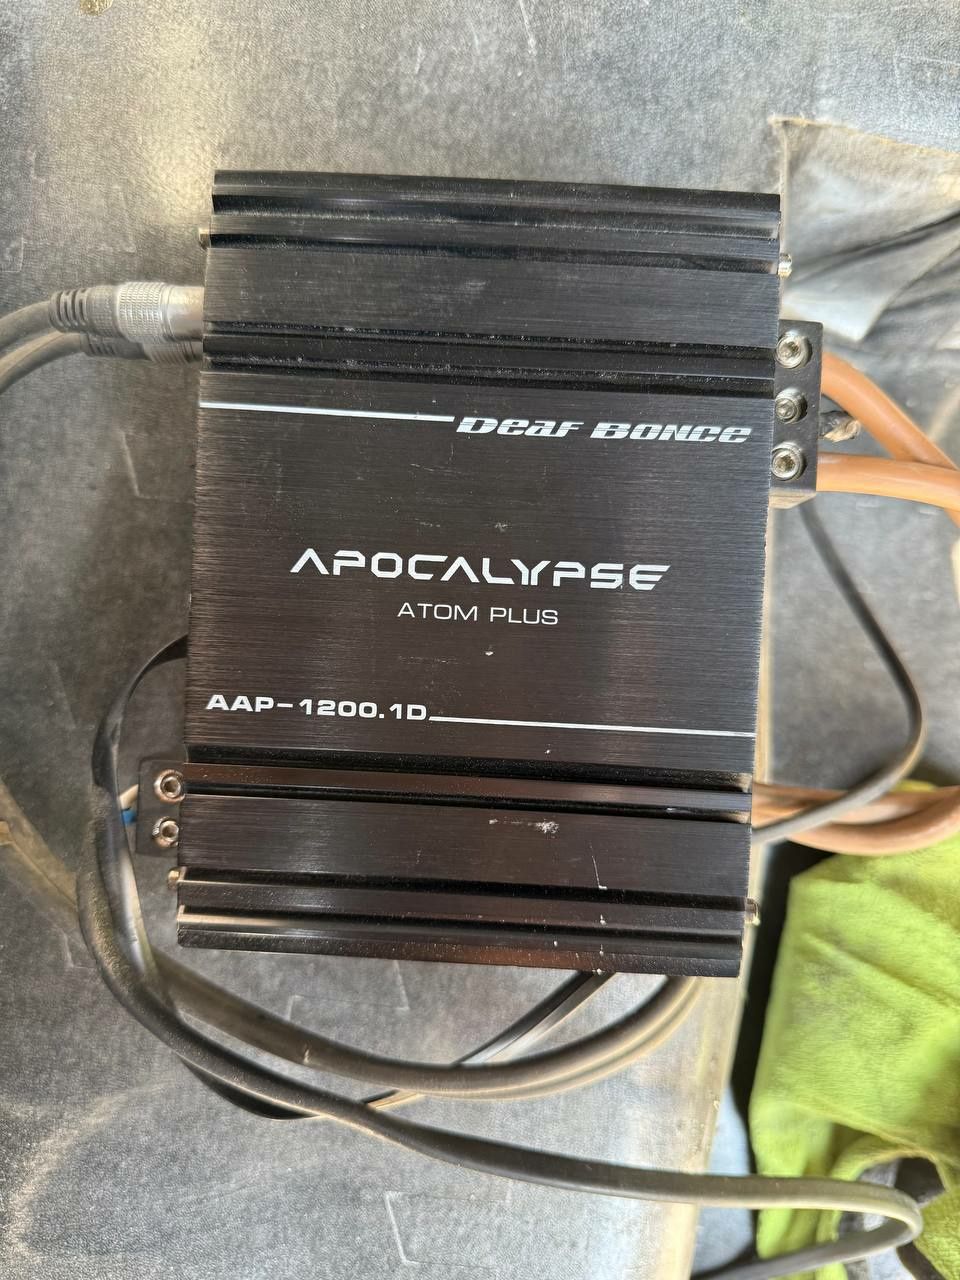 Deaf Bonce
APOCALYPSE
ATOM PLUS
AAP-1200.1D